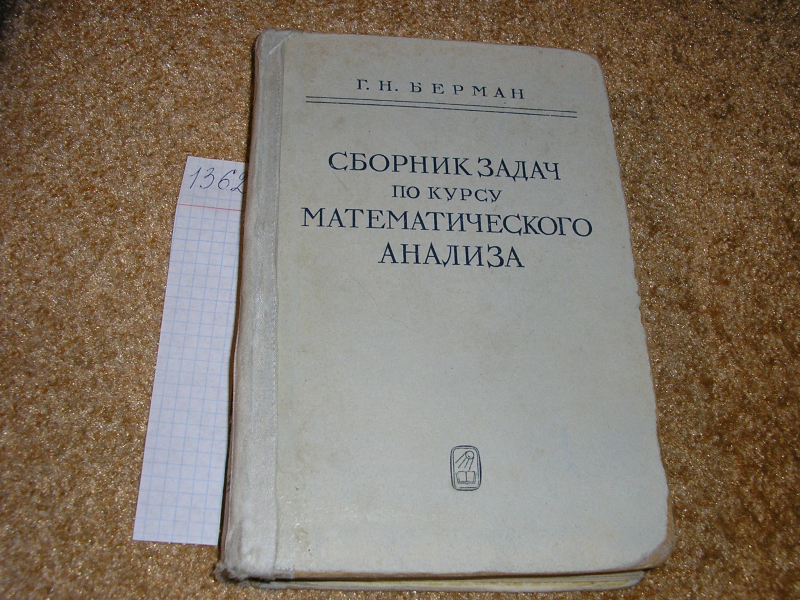 Г. Н. БЕРМАН
СБОРНИК ЗАДАЧ
ПО КУРСУ
МАТЕМАТИЧЕСКОГО
АНАЛИЗА
1362